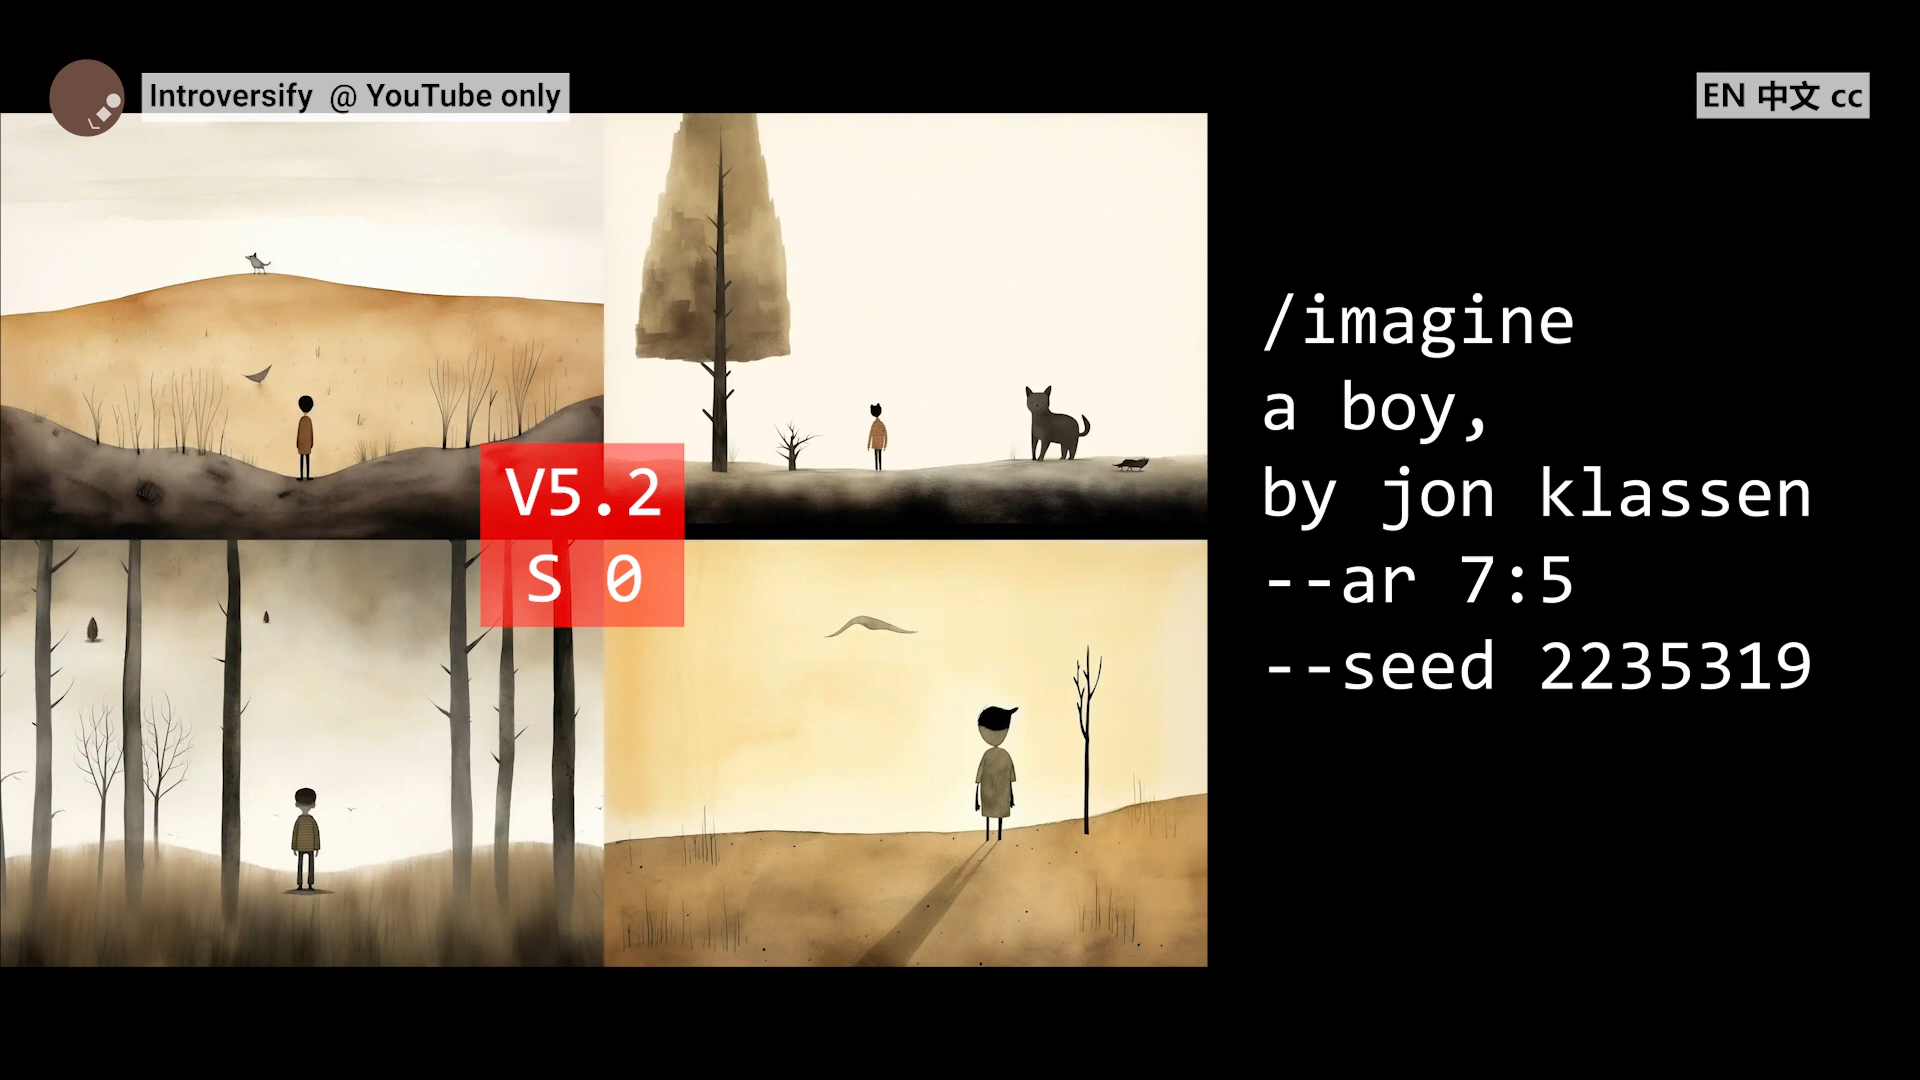 Introversify @ YouTube only
EN 中文 cc
V5.2
S 0
/imagine
a boy,
by jon klassen
--ar 7:5
--seed 2235319